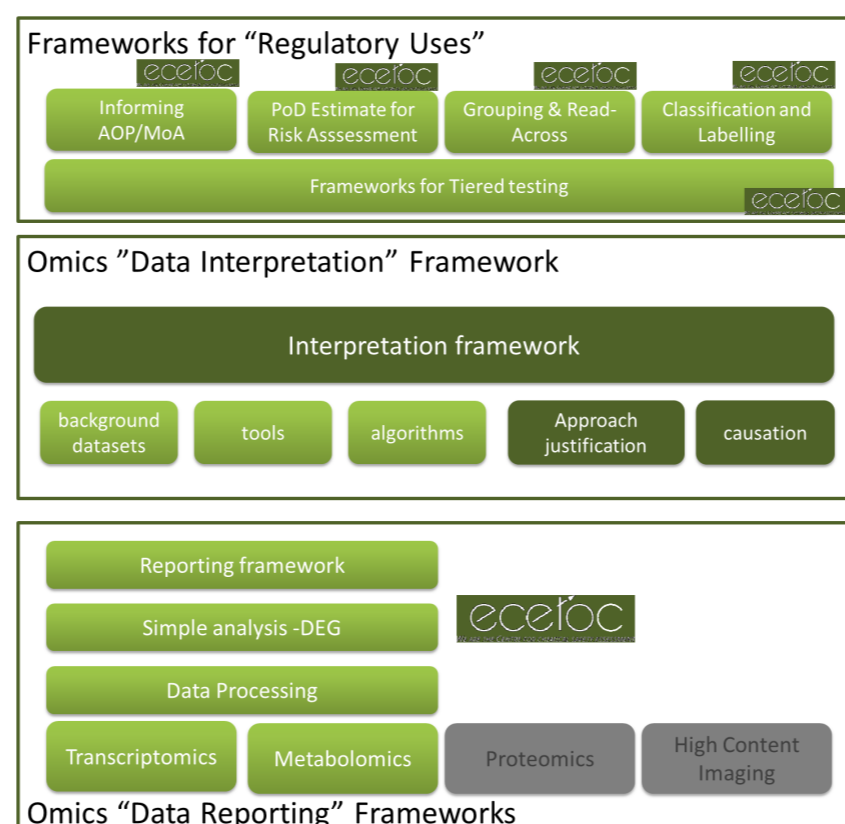 Frameworks for “Regulatory Uses”
ecetoc
ecetoc
ecetoc
ecetoc
Informing
AOP/MoA
PoD Estimate for
Risk Asssessment
Grouping & Read-
Across
Classification and
Labelling
Frameworks for Tiered testing
ecetoc
Omics ”Data Interpretation” Framework
Interpretation framework
background
datasets
tools
algorithms
Approach
justification
causation
Reporting framework
Simple analysis -DEG
ecetoc
Data Processing
Transcriptomics
Metabolomics
Proteomics
High Content
Imaging
Omics “Data Reporting” Frameworks